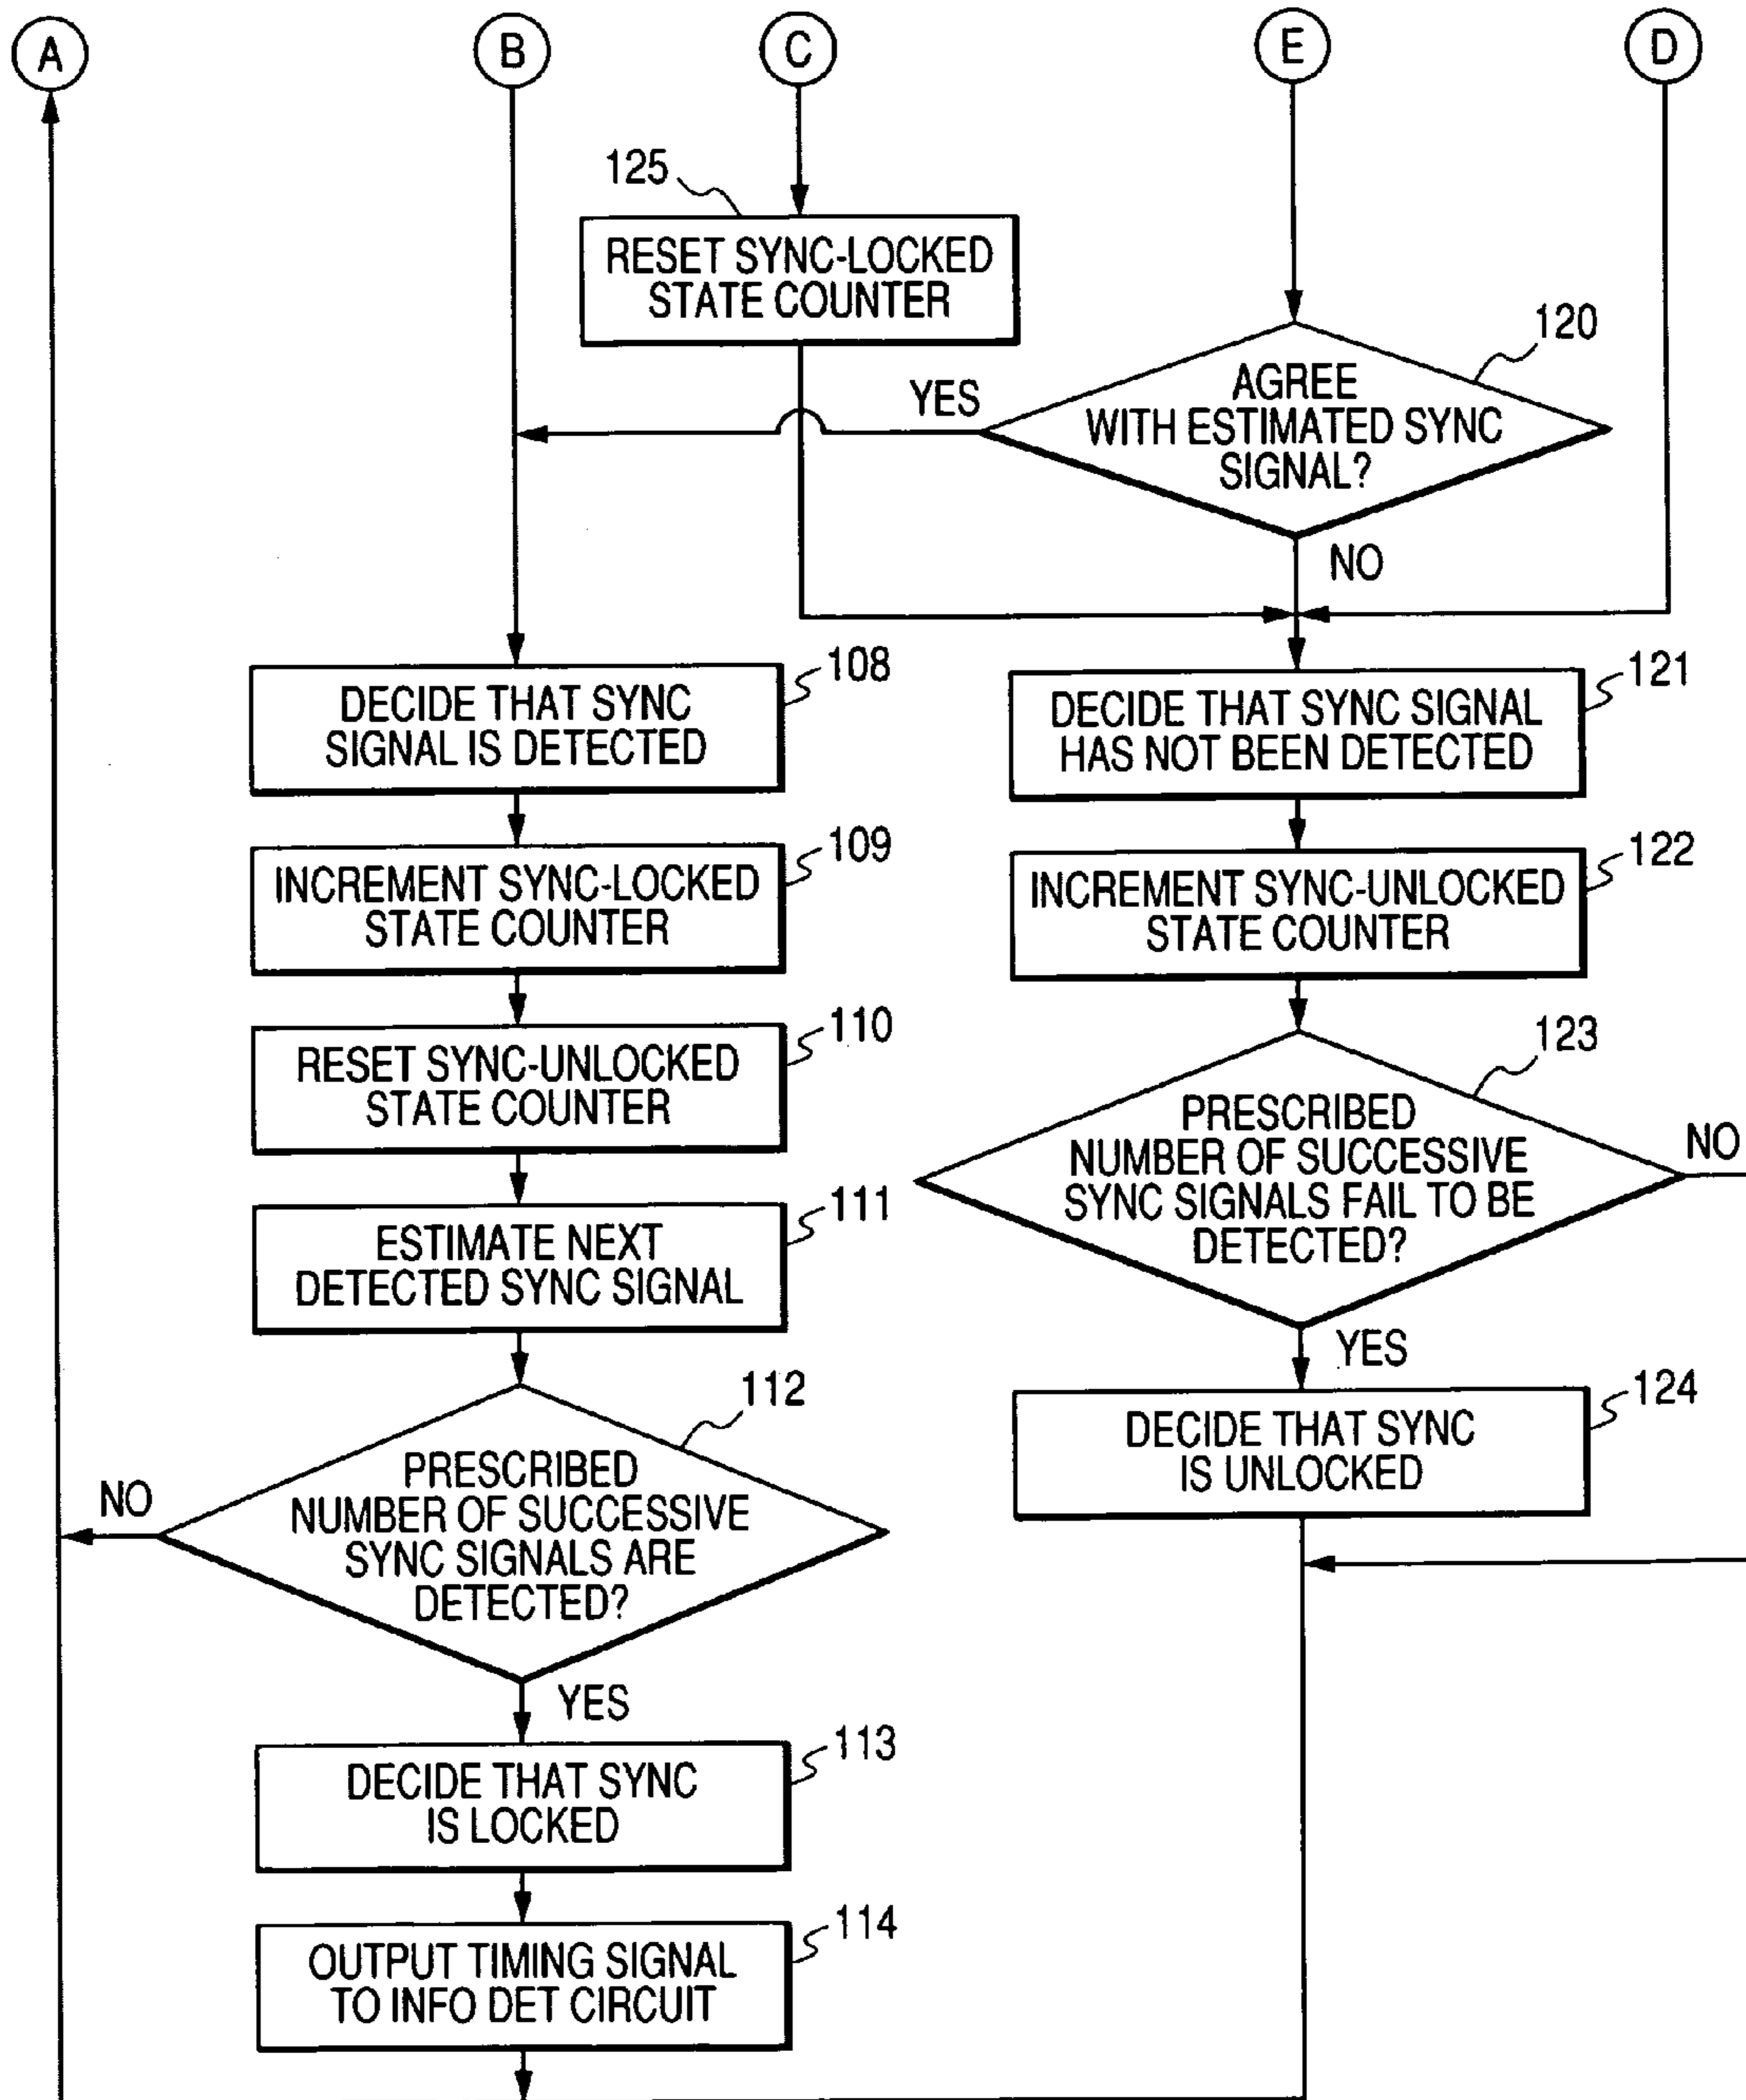 A
B
C
E
D
125
RESET SYNC-LOCKED
STATE COUNTER
120
AGREE
WITH ESTIMATED SYNC
SIGNAL?
YES
NO
108
DECIDE THAT SYNC
SIGNAL IS DETECTED
121
DECIDE THAT SYNC SIGNAL
HAS NOT BEEN DETECTED
109
INCREMENT SYNC-LOCKED
STATE COUNTER
122
INCREMENT SYNC-UNLOCKED
STATE COUNTER
110
RESET SYNC-UNLOCKED
STATE COUNTER
123
PRESCRIBED
NUMBER OF SUCCESSIVE
SYNC SIGNALS FAIL TO BE
DETECTED?
NO
YES
111
ESTIMATE NEXT
DETECTED SYNC SIGNAL
124
DECIDE THAT SYNC
IS UNLOCKED
112
PRESCRIBED
NUMBER OF SUCCESSIVE
SYNC SIGNALS ARE
DETECTED?
NO
YES
113
DECIDE THAT SYNC
IS LOCKED
114
OUTPUT TIMING SIGNAL
TO INFO DET CIRCUIT